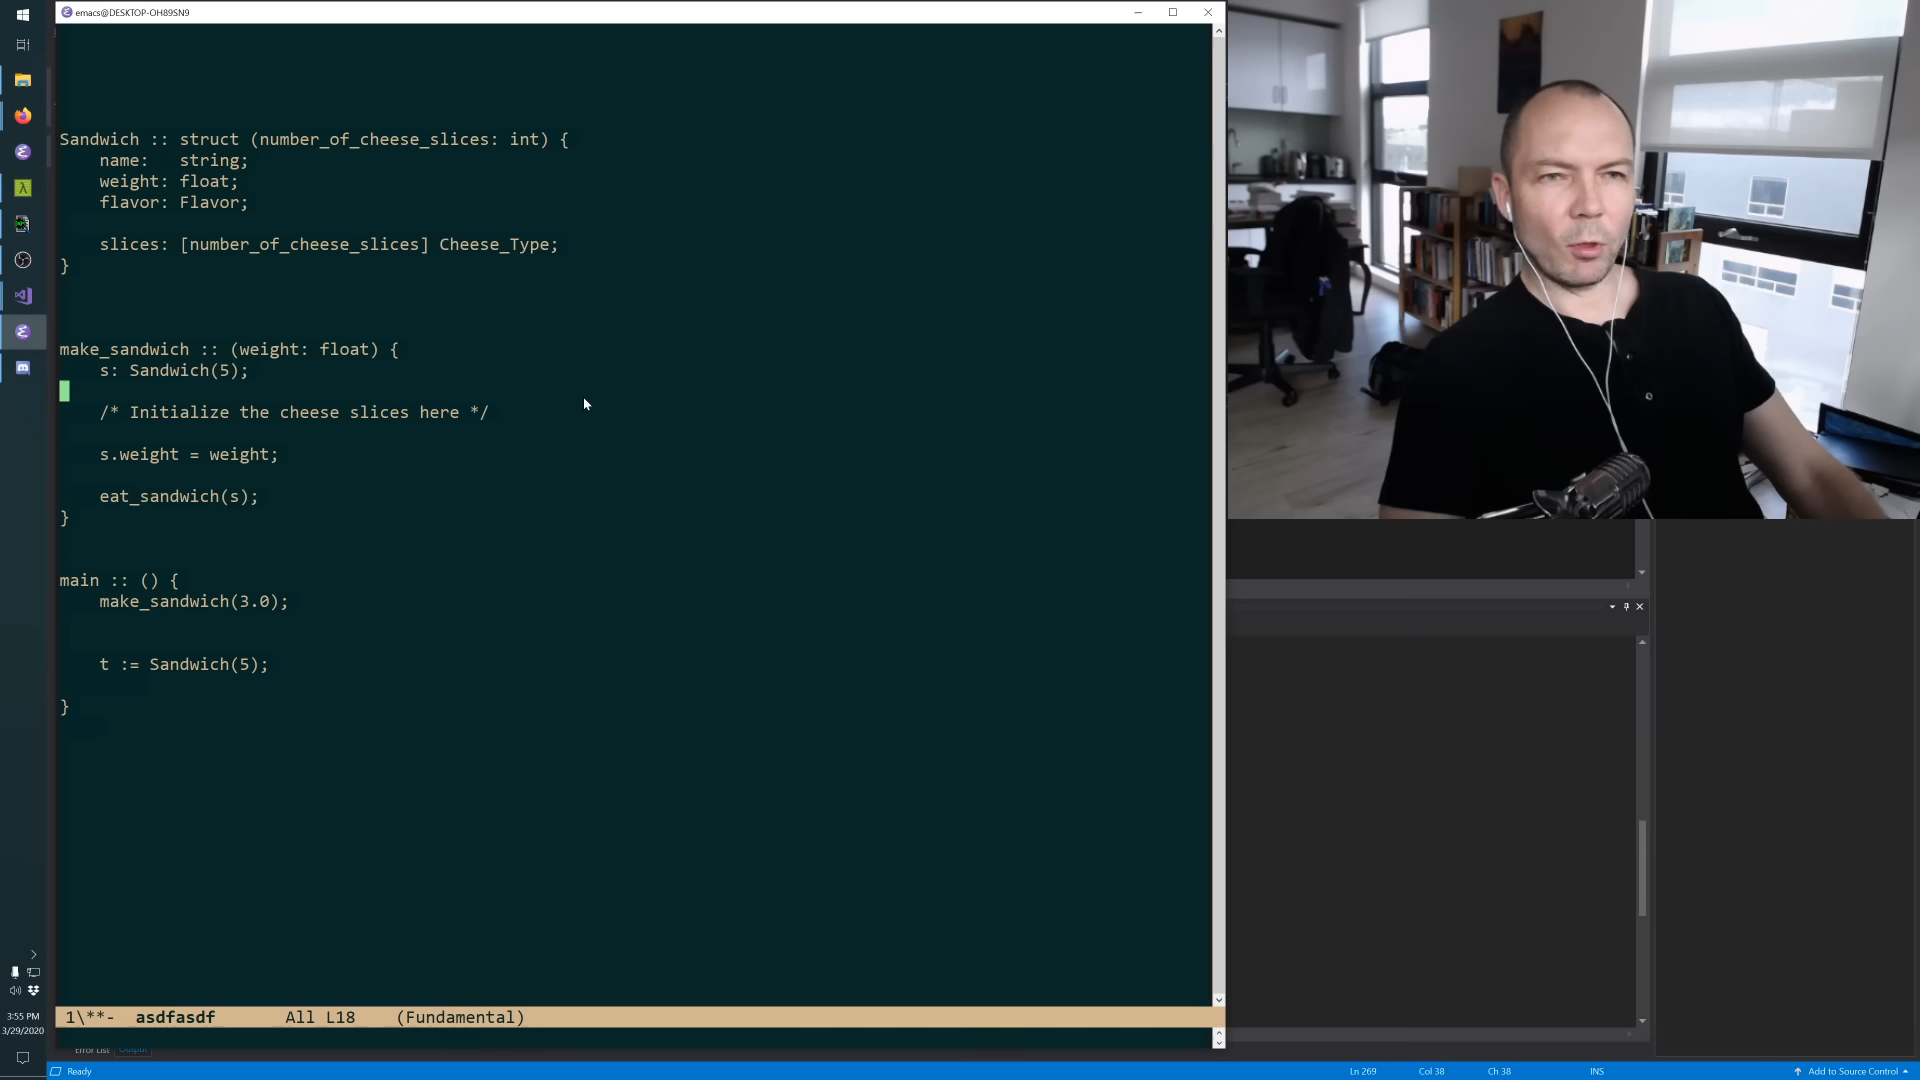 emacs@DESKTOP-OH89SN9
Sandwich :: struct (number_of_cheese_slices: int) {
    name:   string;
    weight: float;
    flavor: Flavor;
    slices: [number_of_cheese_slices] Cheese_Type;
}
make_sandwich :: (weight: float) {
    s: Sandwich(5);
    /* Initialize the cheese slices here */
    s.weight = weight;
    eat_sandwich(s);
}
main :: () {
    make_sandwich(3.0);
    t := Sandwich(5);
}
1\**-  asdfasdf       All L18    (Fundamental)
3:55 PM
3/29/2020
Error List  Output
Ready  Ln 269  Col 38  Ch 38  INS  Add to Source Control